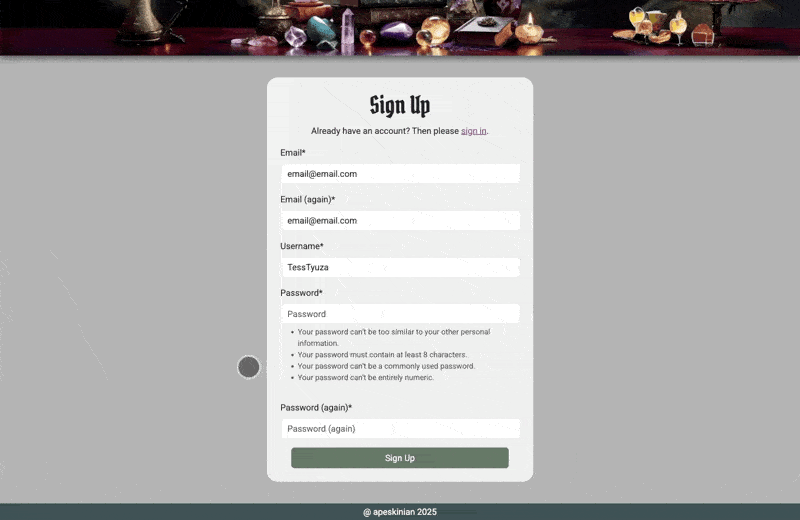 Sign Up
Already have an account? Then please sign in.
Email*
email@email.com
Email (again)*
email@email.com
Username*
TessTyuza
Password*
Password
• Your password can't be too similar to your other personal
information.
• Your password must contain at least 8 characters.
• Your password can't be a commonly used password.
• Your password can't be entirely numeric.
Password (again)*
Password (again)
Sign Up
@ apeskinian 2025